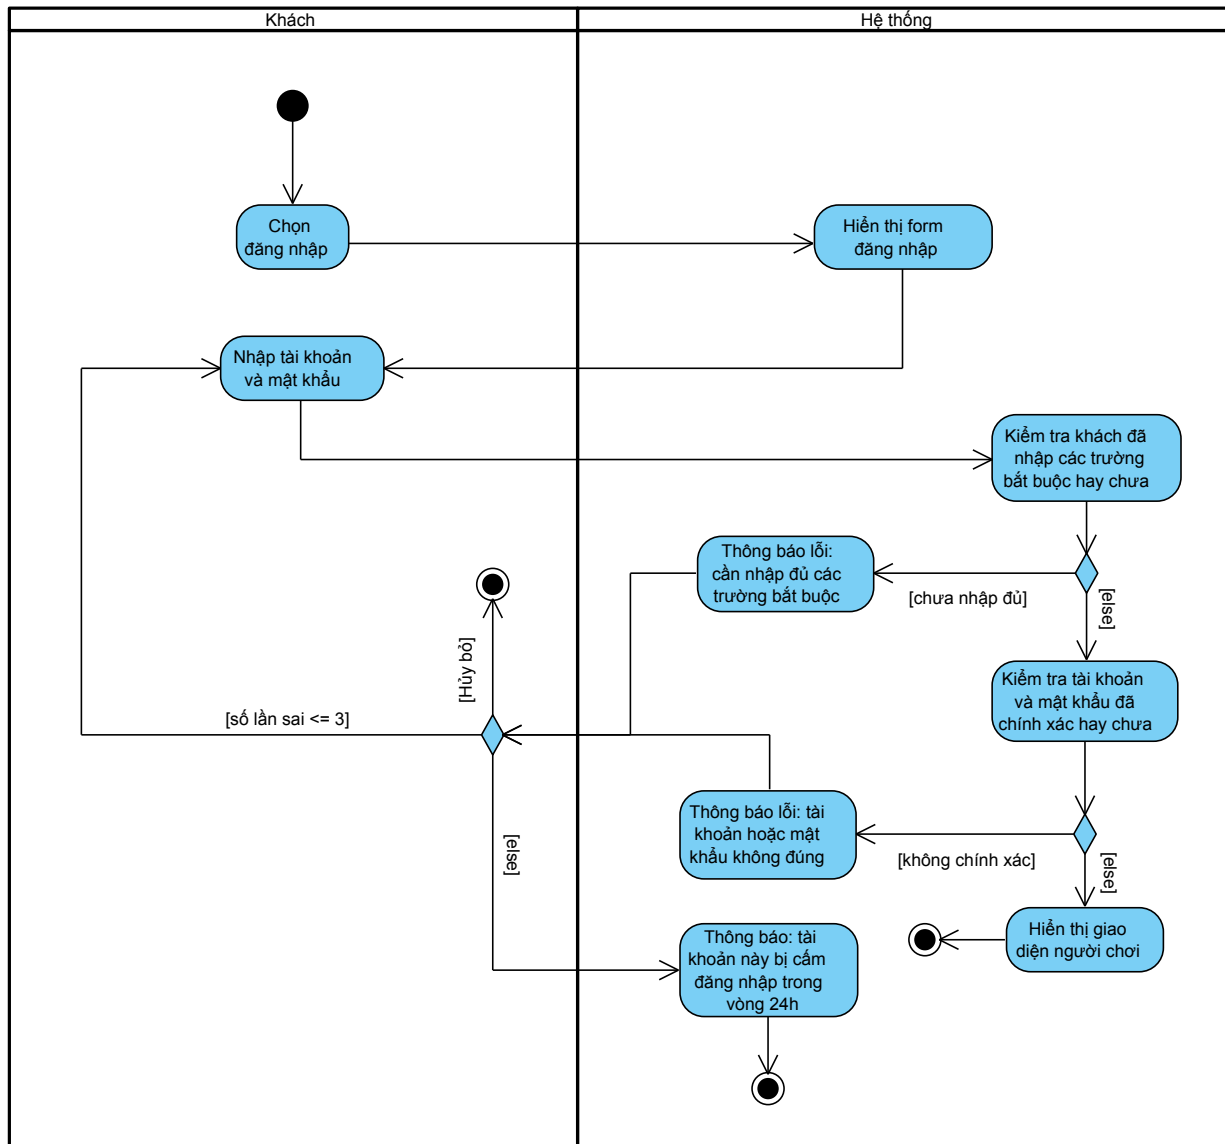 Khách
Hệ thống
Chọn
đăng nhập
Hiển thị form
đăng nhập
Nhập tài khoản
và mật khẩu
Kiểm tra khách đã
nhập các trường
bắt buộc hay chưa
Thông báo lỗi:
cần nhập đủ các
trường bắt buộc
[chưa nhập đủ]
[else]
[Hủy bỏ]
Kiểm tra tài khoản
và mật khẩu đã
chính xác hay chưa
[số lần sai <= 3]
Thông báo lỗi: tài
khoản hoặc mật
khẩu không đúng
[không chính xác]
[else]
[else]
Hiển thị giao
diện người chơi
Thông báo: tài
khoản này bị cấm
đăng nhập trong
vòng 24h